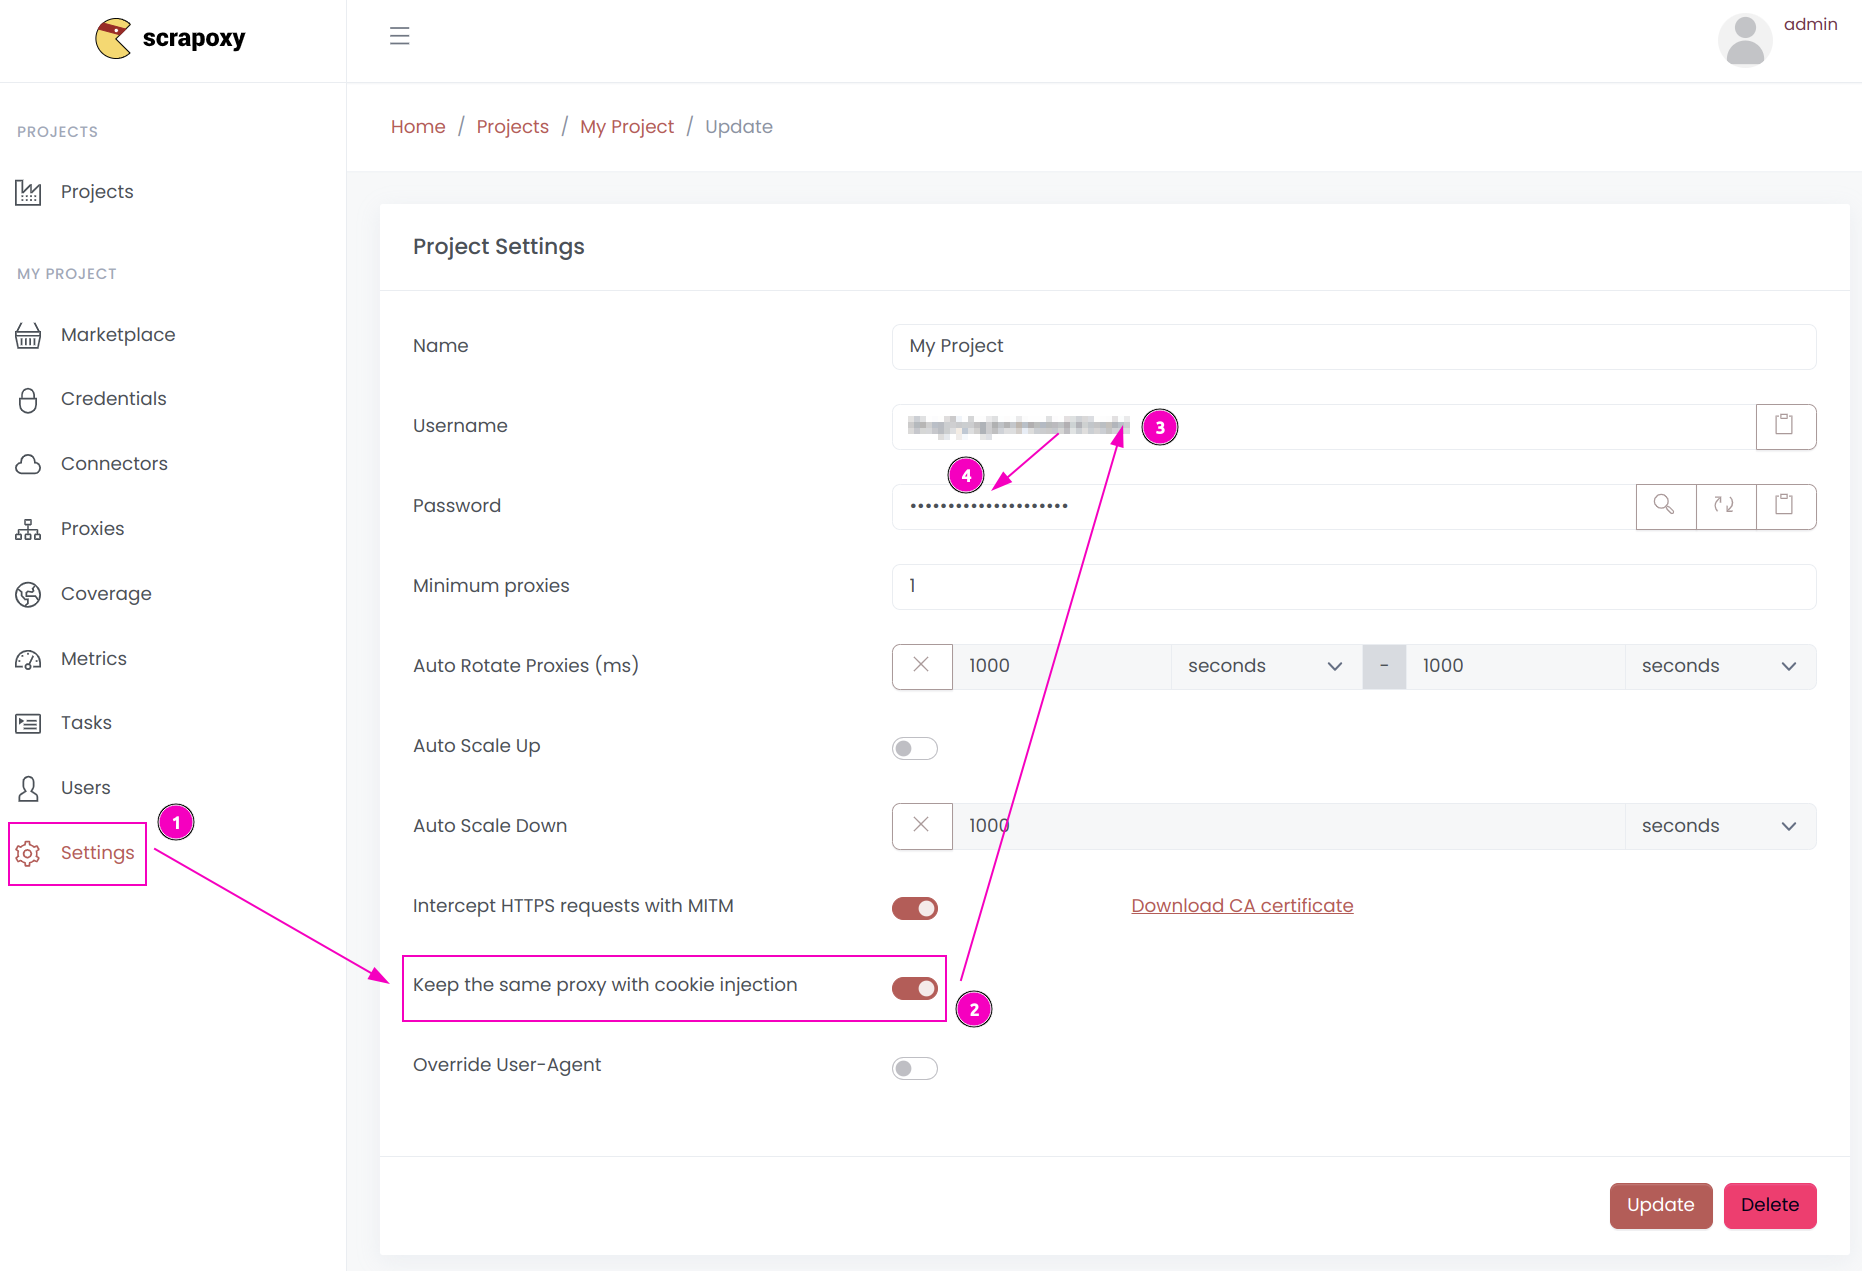 scrapoxy
admin
PROJECTS
Projects
MY PROJECT
Marketplace
Credentials
Connectors
Proxies
Coverage
Metrics
Tasks
Users
Settings
1
Home / Projects / My Project / Update
Project Settings
Name
My Project
Username
3
4
Password
••••••••••••••••••••
Minimum proxies
1
Auto Rotate Proxies (ms)
1000 seconds - 1000 seconds
Auto Scale Up
Auto Scale Down
1000 seconds
Intercept HTTPS requests with MITM
Download CA certificate
Keep the same proxy with cookie injection
2
Override User-Agent
Update Delete